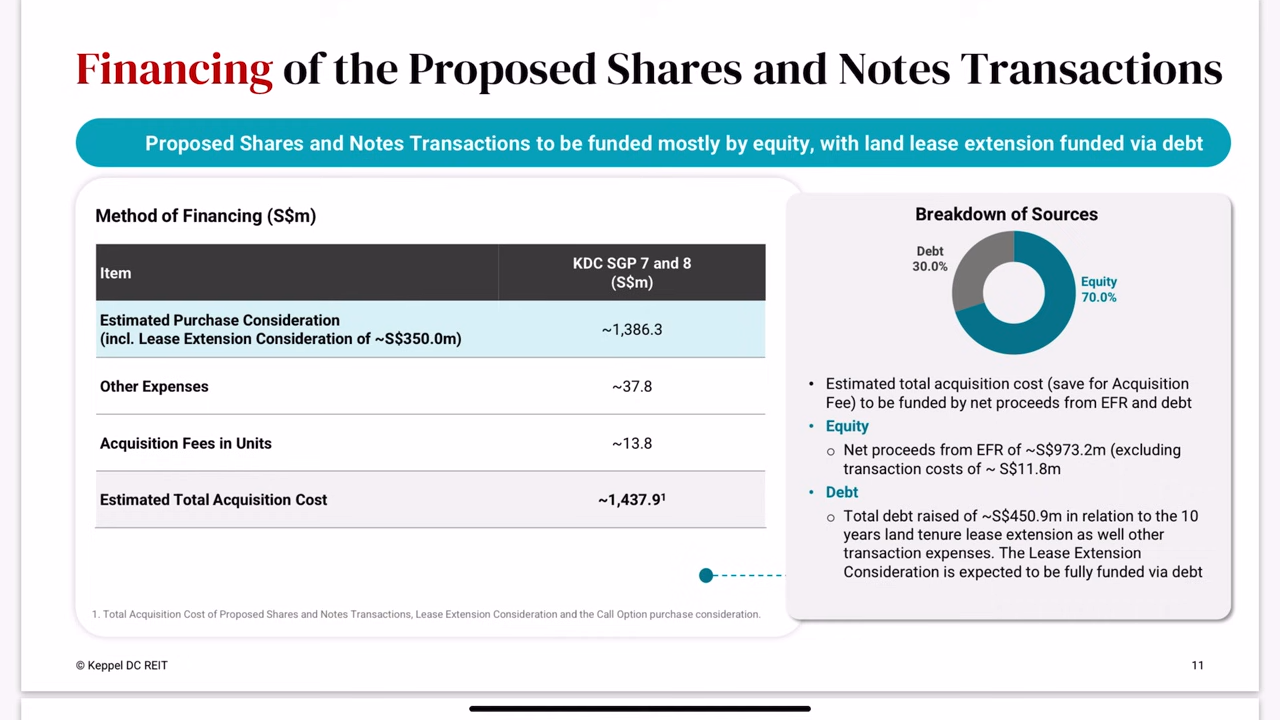 Financing of the Proposed Shares and Notes Transactions
Proposed Shares and Notes Transactions to be funded mostly by equity, with land lease extension funded via debt
Method of Financing (S$m)
Item
KDC SGP 7 and 8
(S$m)
Estimated Purchase Consideration
(incl. Lease Extension Consideration of ~S$350.0m)
~1,386.3
Other Expenses
~37.8
Acquisition Fees in Units
~13.8
Estimated Total Acquisition Cost
~1,437.9¹
1. Total Acquisition Cost of Proposed Shares and Notes Transactions, Lease Extension Consideration and the Call Option purchase consideration.
Breakdown of Sources
Debt
30.0%
Equity
70.0%
• Estimated total acquisition cost (save for Acquisition
Fee) to be funded by net proceeds from EFR and debt
• Equity
o Net proceeds from EFR of ~S$973.2m (excluding
transaction costs of ~ S$11.8m
• Debt
o Total debt raised of ~S$450.9m in relation to the 10
years land tenure lease extension as well other
transaction expenses. The Lease Extension
Consideration is expected to be fully funded via debt
© Keppel DC REIT
11